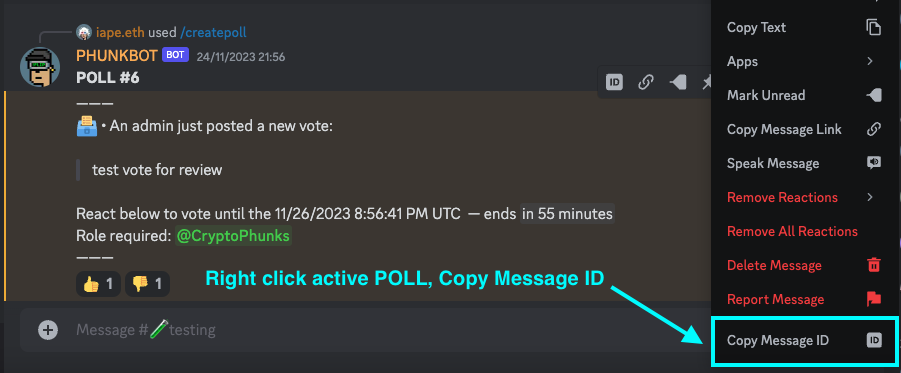 iape.eth used /createpoll
PHUNKBOT BOT 24/11/2023 21:56
POLL #6
———
• An admin just posted a new vote:
test vote for review
React below to vote until the 11/26/2023 8:56:41 PM UTC — ends in 55 minutes
Role required: @CryptoPhunks
———
👍 1 👎 1
Right click active POLL, Copy Message ID
Message #🧪testing
ID
Copy Text
Apps
Mark Unread
Copy Message Link
Speak Message
Remove Reactions
Remove All Reactions
Delete Message
Report Message
Copy Message ID ID